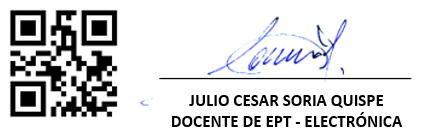 JULIO CESAR SORIA QUISPE
DOCENTE DE EPT - ELECTRÓNICA